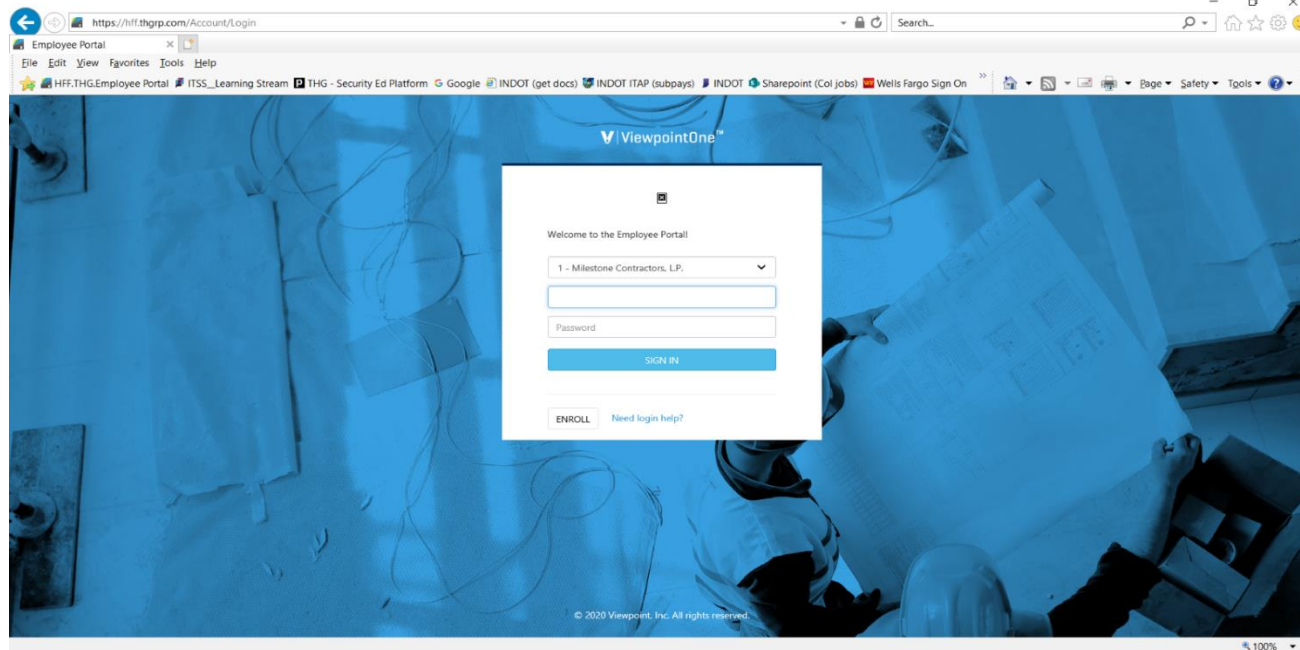 https://hff.thgrp.com/Account/Login
Search...
Employee Portal
File Edit View Favorites Tools Help
HFF.THG.Employee Portal ITSS_Learning Stream THG - Security Ed Platform Google INDOT (get docs) INDOT ITAP (subpays) INDOT Sharepoint (Col jobs) Wells Fargo Sign On Page Safety Tools
ViewpointOne™
Welcome to the Employee Portal!
1 - Milestone Contractors, L.P.
Password
SIGN IN
ENROLL Need login help?
© 2020 Viewpoint, Inc. All rights reserved.
100%